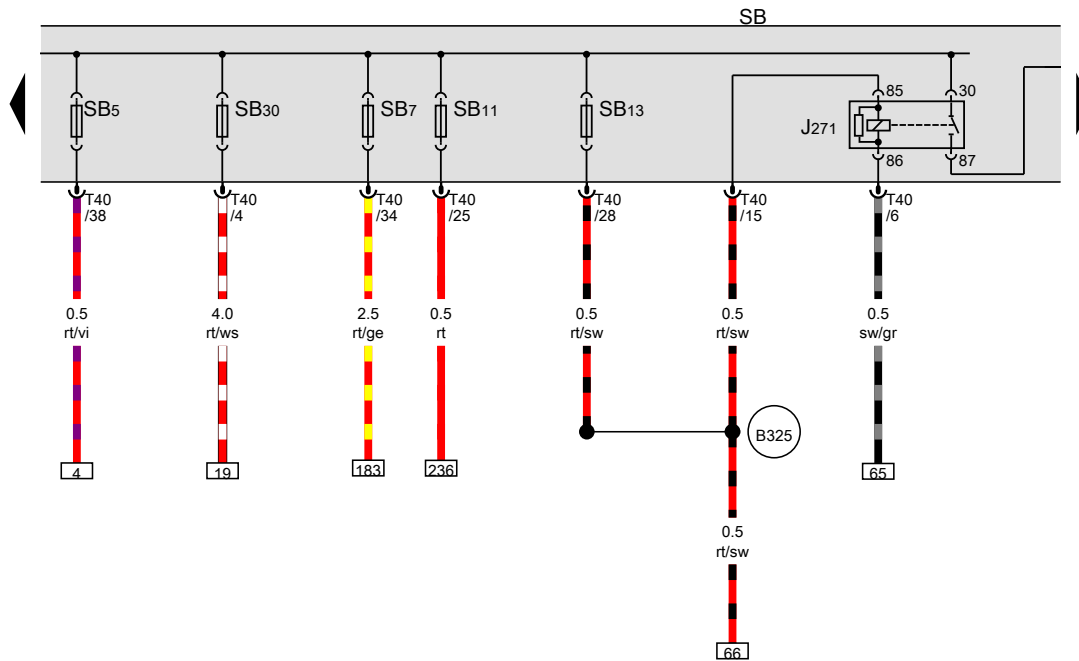 SB
SB5
SB30
SB7
SB11
SB13
J271
85
30
86
87
T40
/38
T40
/4
T40
/34
T40
/25
T40
/28
T40
/15
T40
/6
0.5
rt/vi
4.0
rt/ws
2.5
rt/ge
0.5
rt
0.5
rt/sw
0.5
rt/sw
0.5
sw/gr
B325
4
19
183
236
65
0.5
rt/sw
66